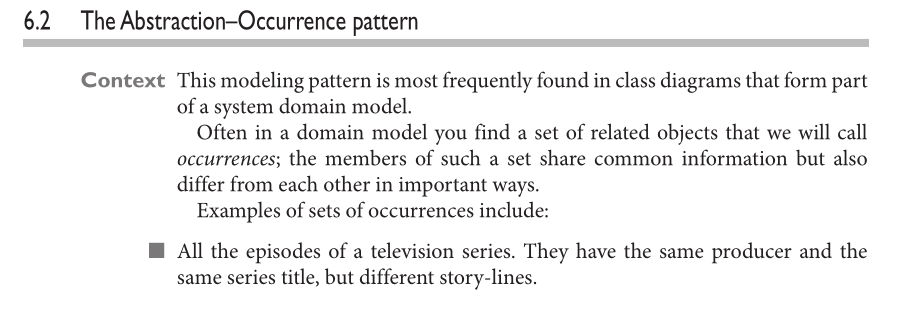 6.2 The Abstraction–Occurrence pattern
Context This modeling pattern is most frequently found in class diagrams that form part
of a system domain model.
Often in a domain model you find a set of related objects that we will call
occurrences; the members of such a set share common information but also
differ from each other in important ways.
Examples of sets of occurrences include:
■ All the episodes of a television series. They have the same producer and the
same series title, but different story-lines.